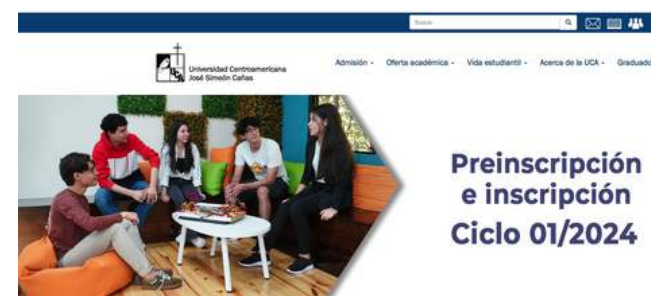 Buscar
Universidad Centroamericana
José Simeón Cañas
UCA
Admisión
Oferta académica
Vida estudiantil
Acerca de la UCA
Graduado
Preinscripción
e inscripción
Ciclo 01/2024